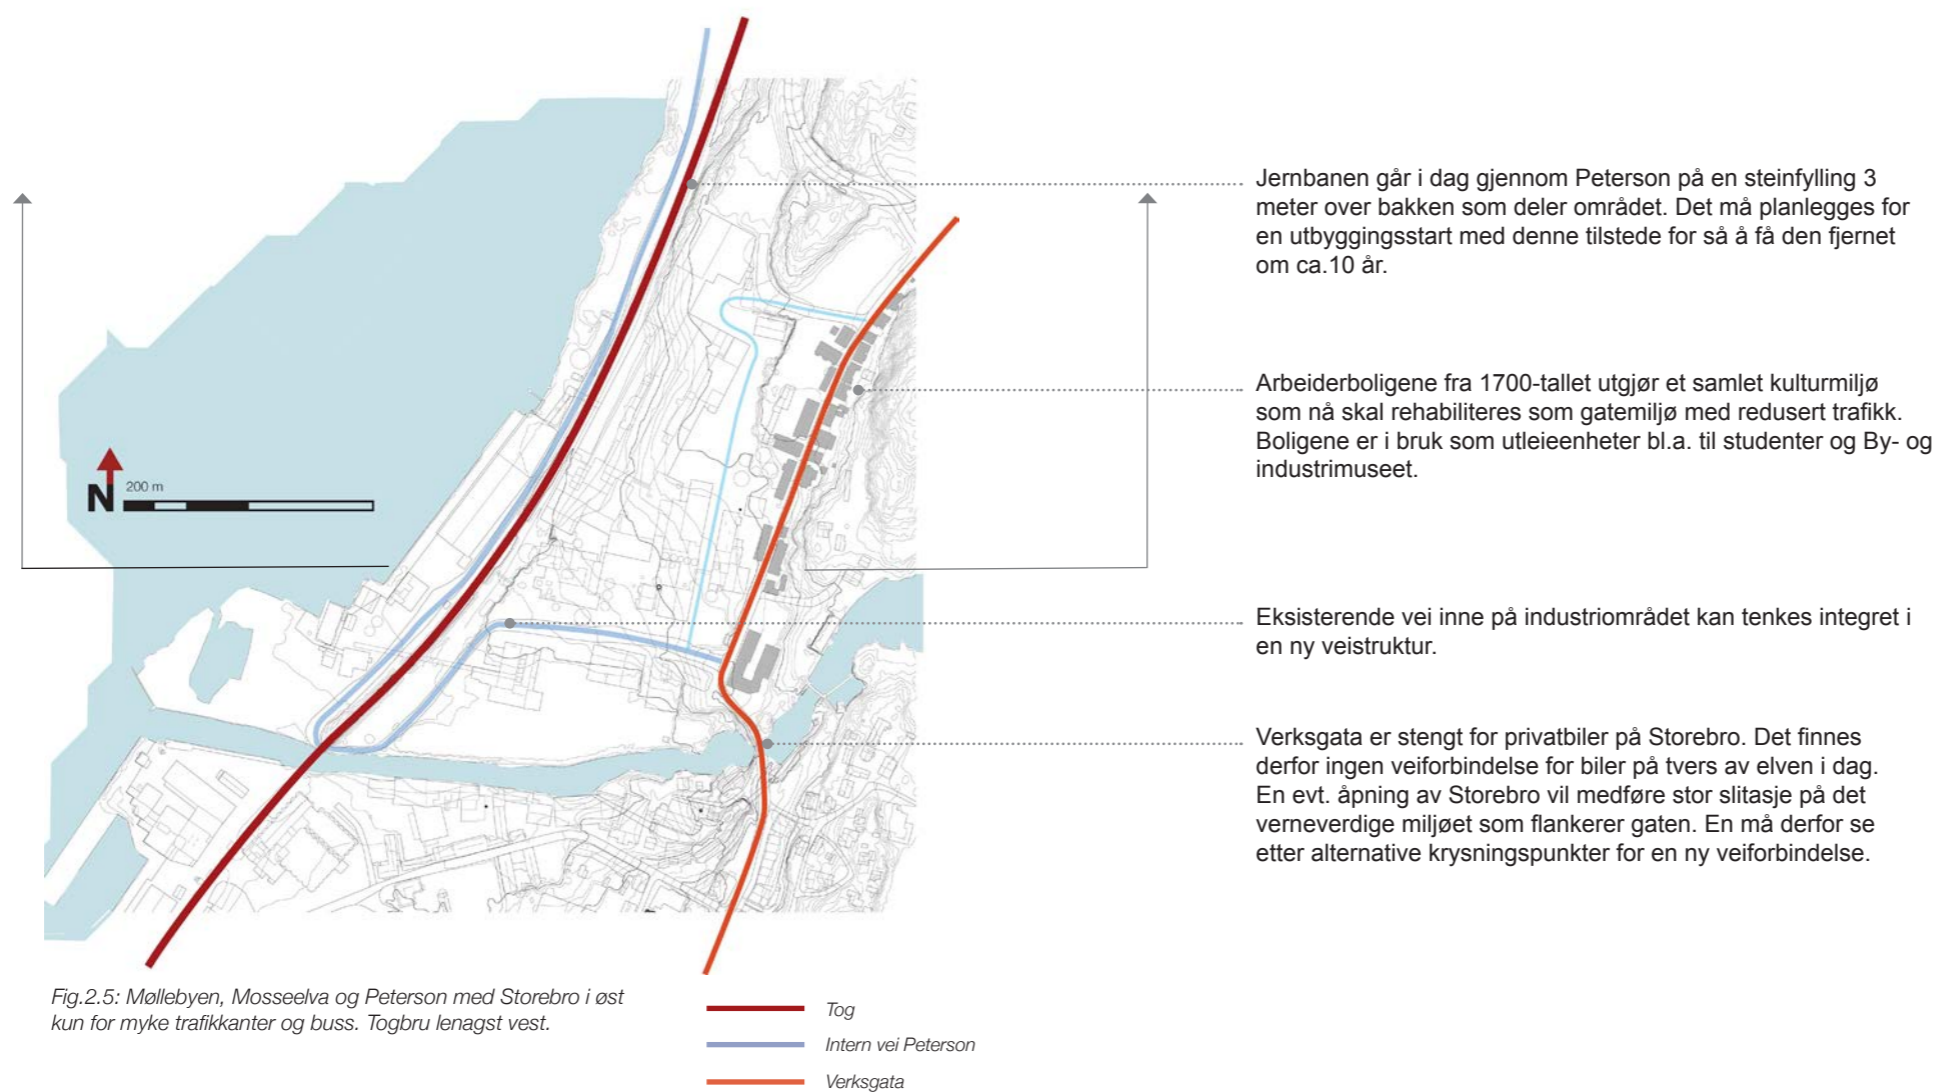 Jernbanen går i dag gjennom Peterson på en steinfylling 3
meter over bakken som deler området. Det må planlegges for
en utbyggingsstart med denne tilstede for så å få den fjernet
om ca.10 år.
Arbeiderboligene fra 1700-tallet utgjør et samlet kulturmiljø
som nå skal rehabiliteres som gatemiljø med redusert trafikk.
Boligene er i bruk som utleieenheter bl.a. til studenter og By- og
industrimuseet.
N
200 m
Eksisterende vei inne på industriområdet kan tenkes integret i
en ny veistruktur.
Verksgata er stengt for privatbiler på Storebro. Det finnes
derfor ingen veiforbindelse for biler på tvers av elven i dag.
En evt. åpning av Storebro vil medføre stor slitasje på det
verneverdige miljøet som flankerer gaten. En må derfor se
etter alternative krysningspunkter for en ny veiforbindelse.
Fig.2.5: Møllebyen, Mosseelva og Peterson med Storebro i øst
kun for myke trafikkanter og buss. Togbru lenagst vest.
Tog
Intern vei Peterson
Verksgata